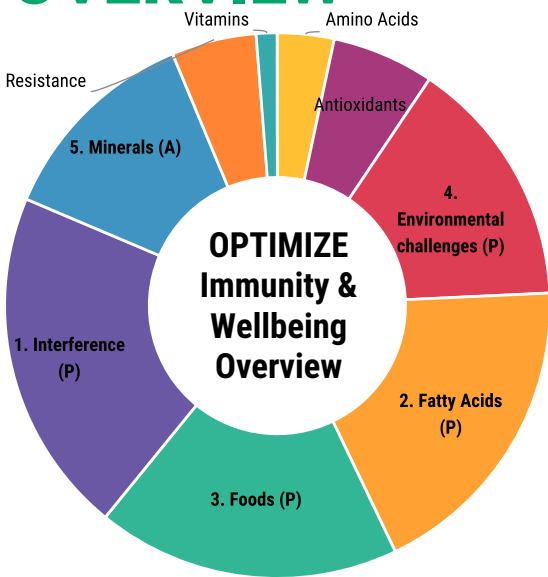 OVERVIEW
Vitamins
Amino Acids
Resistance
Antioxidants
5. Minerals (A)
4.
Environmental
challenges (P)
OPTIMIZE
Immunity &
Wellbeing
Overview
1. Interference
(P)
2. Fatty Acids
(P)
3. Foods (P)